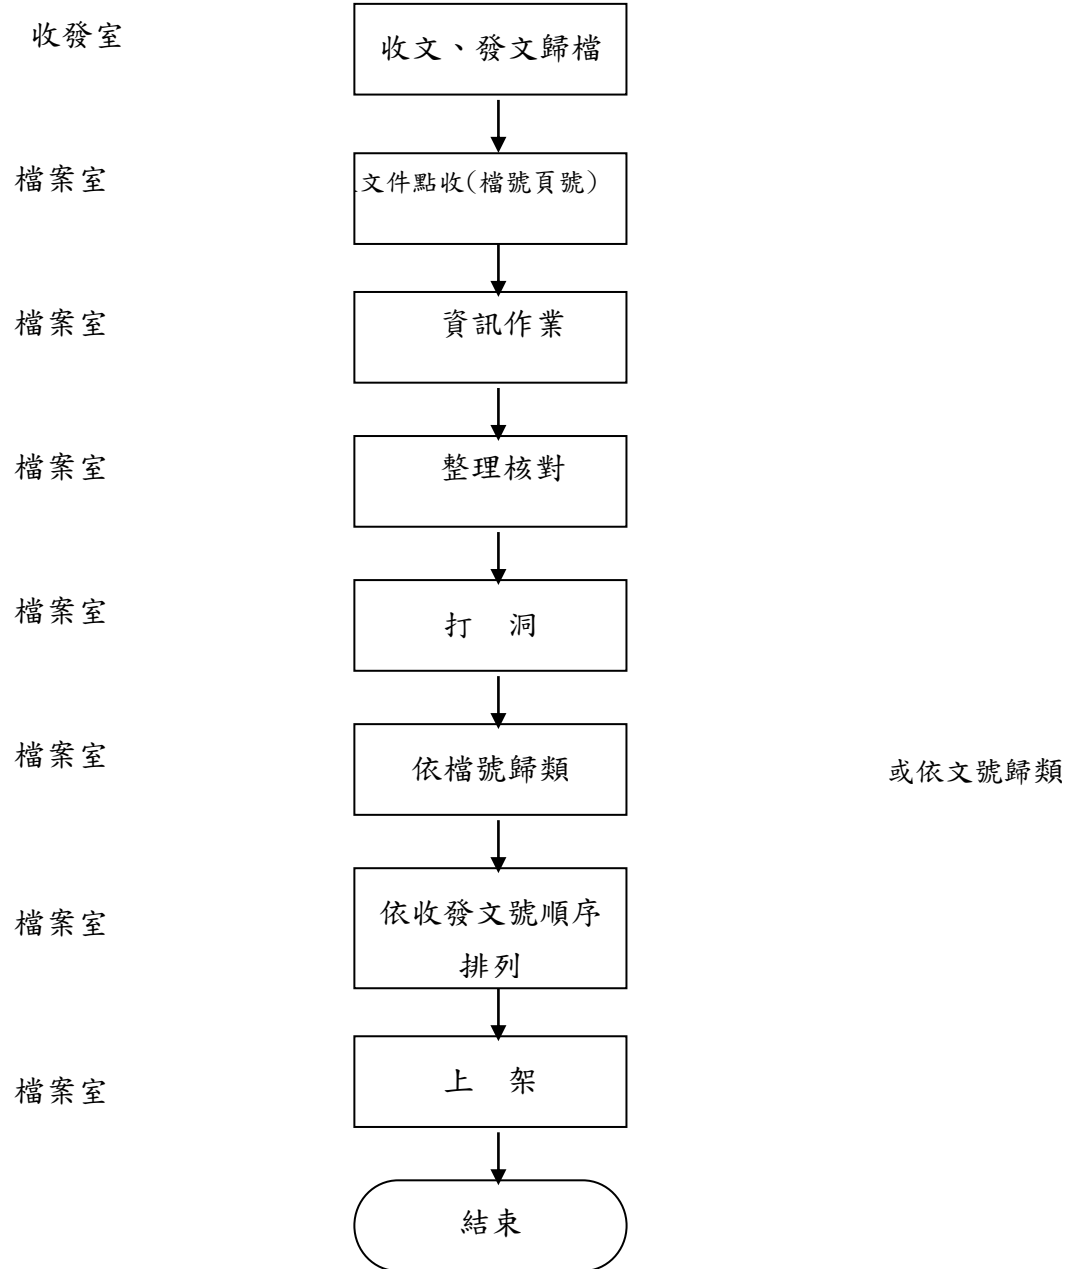 收發室
收文、發文歸檔
檔案室
文件點收(檔號頁號)
檔案室
資訊作業
檔案室
整理核對
檔案室
打 洞
檔案室
依檔號歸類
或依文號歸類
檔案室
依收發文號順序
排列
檔案室
上 架
結束